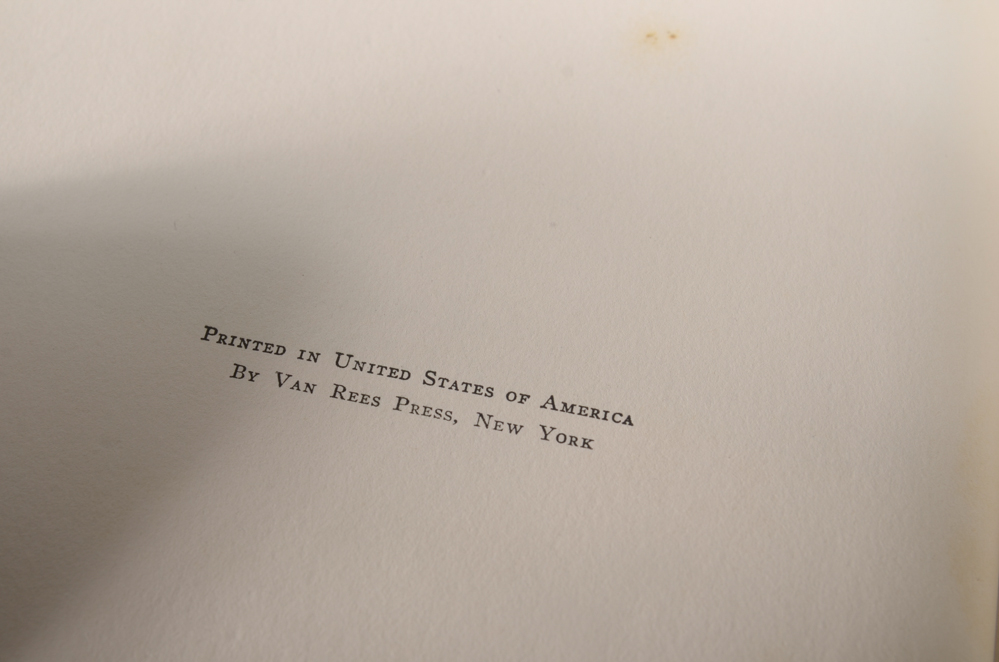 Printed in United States of America
By Van Rees Press, New York